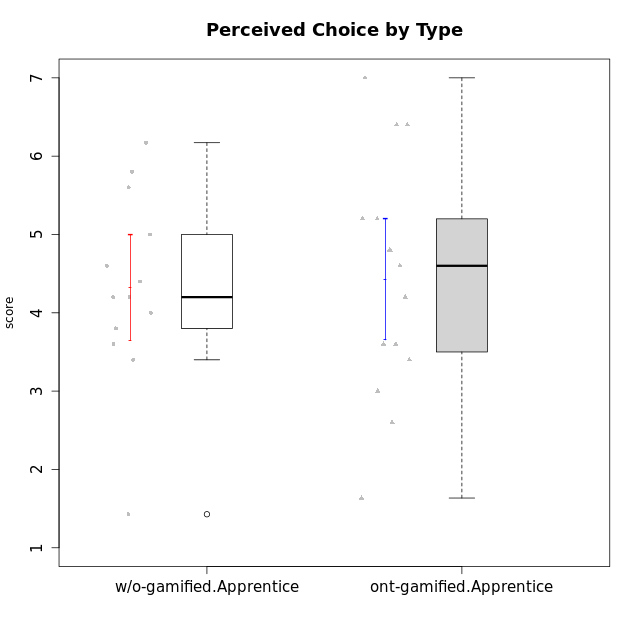 Perceived Choice by Type
7
6
5
4
3
2
1
score
w/o-gamified.Apprentice
ont-gamified.Apprentice